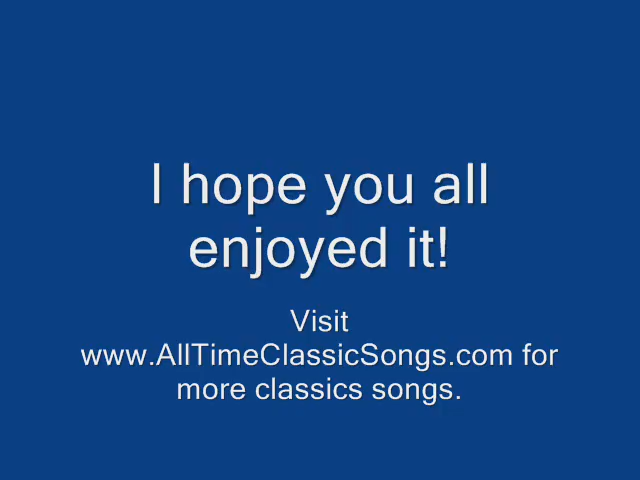 I hope you all
enjoyed it!
Visit
www.AllTimeClassicSongs.com for
more classics songs.